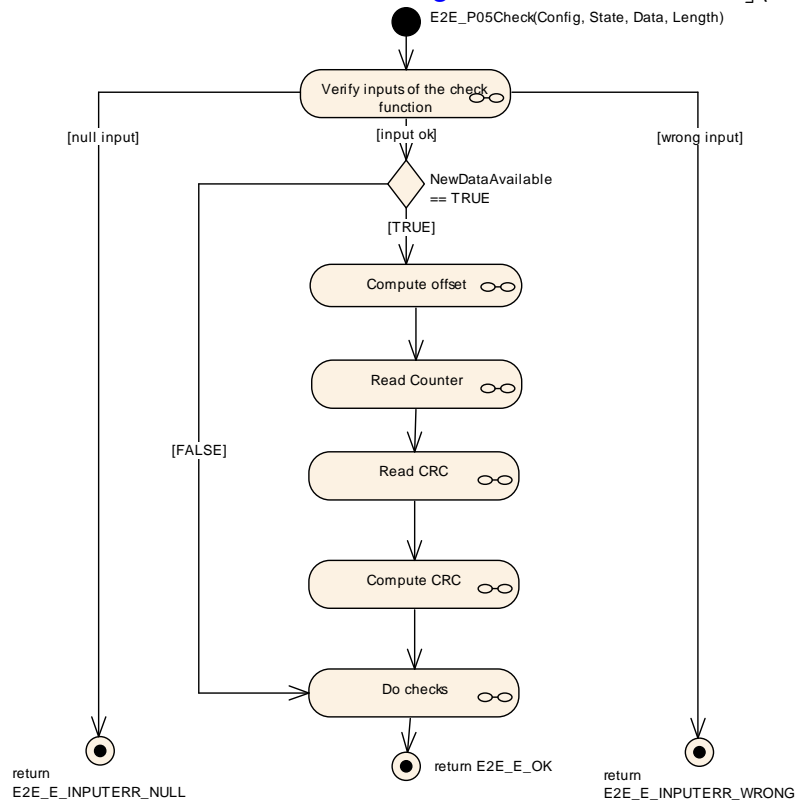 E2E_P05Check(Config, State, Data, Length)
Verify inputs of the check
function
[null input]
[input ok]
[wrong input]
NewDataAvailable
== TRUE
[TRUE]
Compute offset
Read Counter
[FALSE]
Read CRC
Compute CRC
Do checks
return E2E_E_OK
return
E2E_E_INPUTERR_NULL
return
E2E_E_INPUTERR_WRONG